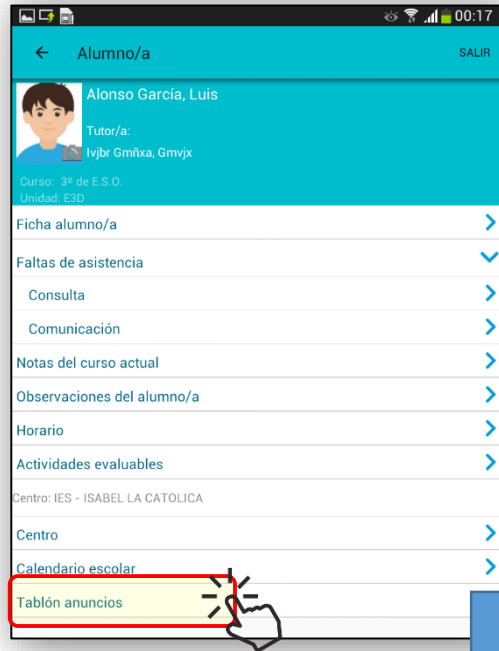 00:17
Alumno/a
SALIR
Alonso García, Luis
Tutor/a:
Ivjbr Gmñxa, Gmvjx
Curso: 3º de E.S.O.
Unidad: E3D
Ficha alumno/a
Faltas de asistencia
Consulta
Comunicación
Notas del curso actual
Observaciones del alumno/a
Horario
Actividades evaluables
Centro: IES - ISABEL LA CATOLICA
Centro
Calendario escolar
Tablón anuncios